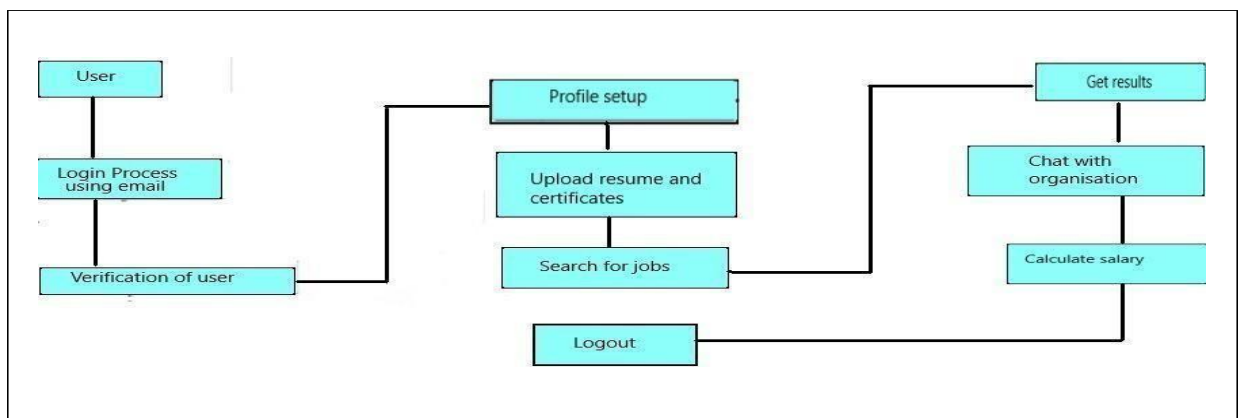 User
Login Process
using email
Verification of user
Profile setup
Upload resume and
certificates
Search for jobs
Get results
Chat with
organisation
Calculate salary
Logout